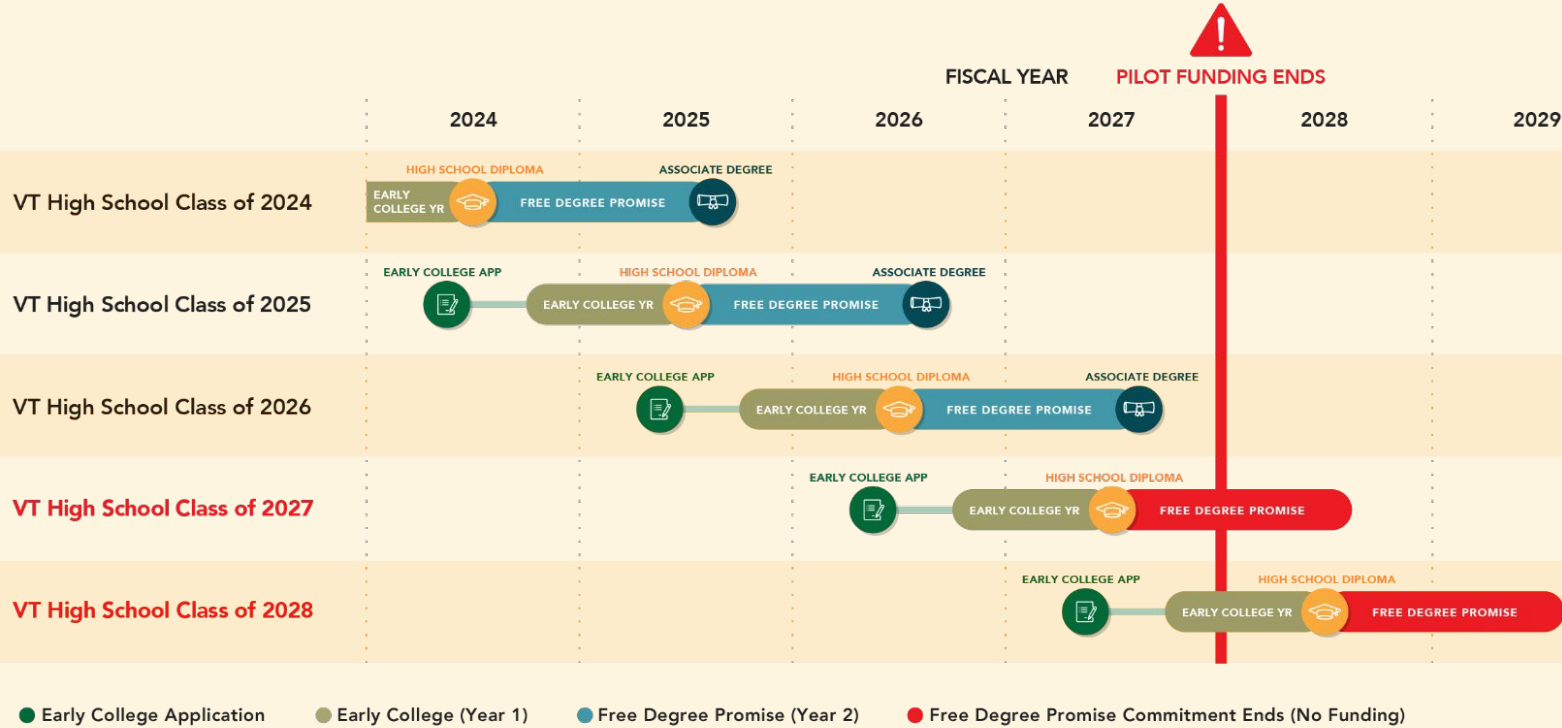 FISCAL YEAR
PILOT FUNDING ENDS
2024
2025
2026
2027
2028
2029
VT High School Class of 2024
EARLY
COLLEGE YR
HIGH SCHOOL DIPLOMA
FREE DEGREE PROMISE
ASSOCIATE DEGREE
VT High School Class of 2025
EARLY COLLEGE APP
EARLY COLLEGE YR
HIGH SCHOOL DIPLOMA
FREE DEGREE PROMISE
ASSOCIATE DEGREE
VT High School Class of 2026
EARLY COLLEGE APP
EARLY COLLEGE YR
HIGH SCHOOL DIPLOMA
FREE DEGREE PROMISE
ASSOCIATE DEGREE
VT High School Class of 2027
EARLY COLLEGE APP
EARLY COLLEGE YR
HIGH SCHOOL DIPLOMA
FREE DEGREE PROMISE
VT High School Class of 2028
EARLY COLLEGE APP
EARLY COLLEGE YR
HIGH SCHOOL DIPLOMA
FREE DEGREE PROMISE
Early College Application
Early College (Year 1)
Free Degree Promise (Year 2)
Free Degree Promise Commitment Ends (No Funding)